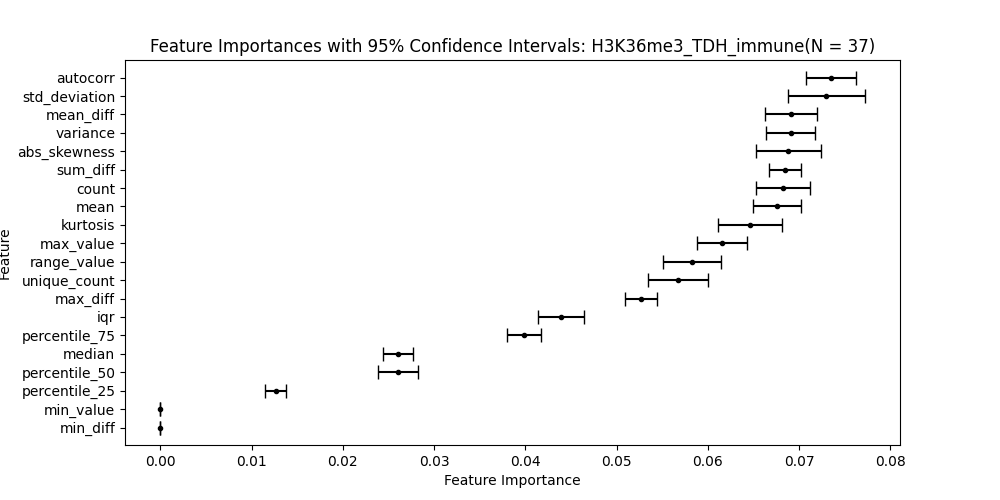 Feature Importances with 95% Confidence Intervals: H3K36me3_TDH_immune(N = 37)
autocorr
std_deviation
mean_diff
variance
abs_skewness
sum_diff
count
mean
kurtosis
max_value
range_value
unique_count
max_diff
iqr
percentile_75
median
percentile_50
percentile_25
min_value
min_diff
Feature
0.00 0.01 0.02 0.03 0.04 0.05 0.06 0.07 0.08
Feature Importance